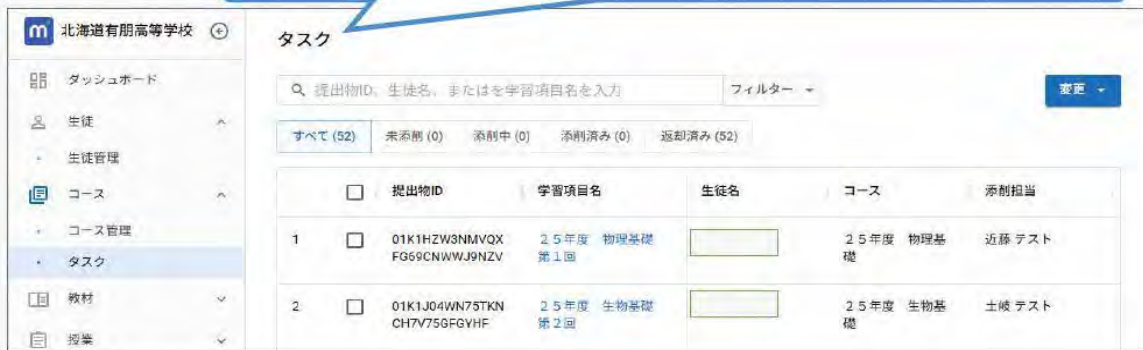 m 北海道有朋高等学校
タスク
ダッシュボード
提出物ID、生徒名、またはを学習項目名を入力
フィルター
変更
生徒
すべて (52) 未添削 (0) 添削中 (0) 添削済み (0) 返却済み (52)
生徒管理
コース
提出物ID 学習項目名 生徒名 コース 添削担当
コース管理
1 01K1HZW3NMVQX ２５年度 物理基礎 ２５年度 物理基 近藤 テスト
FG69CNWWJ9NZV 第１回 礎
タスク
教材
2 01K1J04WN75TKN ２５年度 生物基礎 ２５年度 生物基 土岐 テスト
CH7V75GFGYHF 第２回 礎
授業